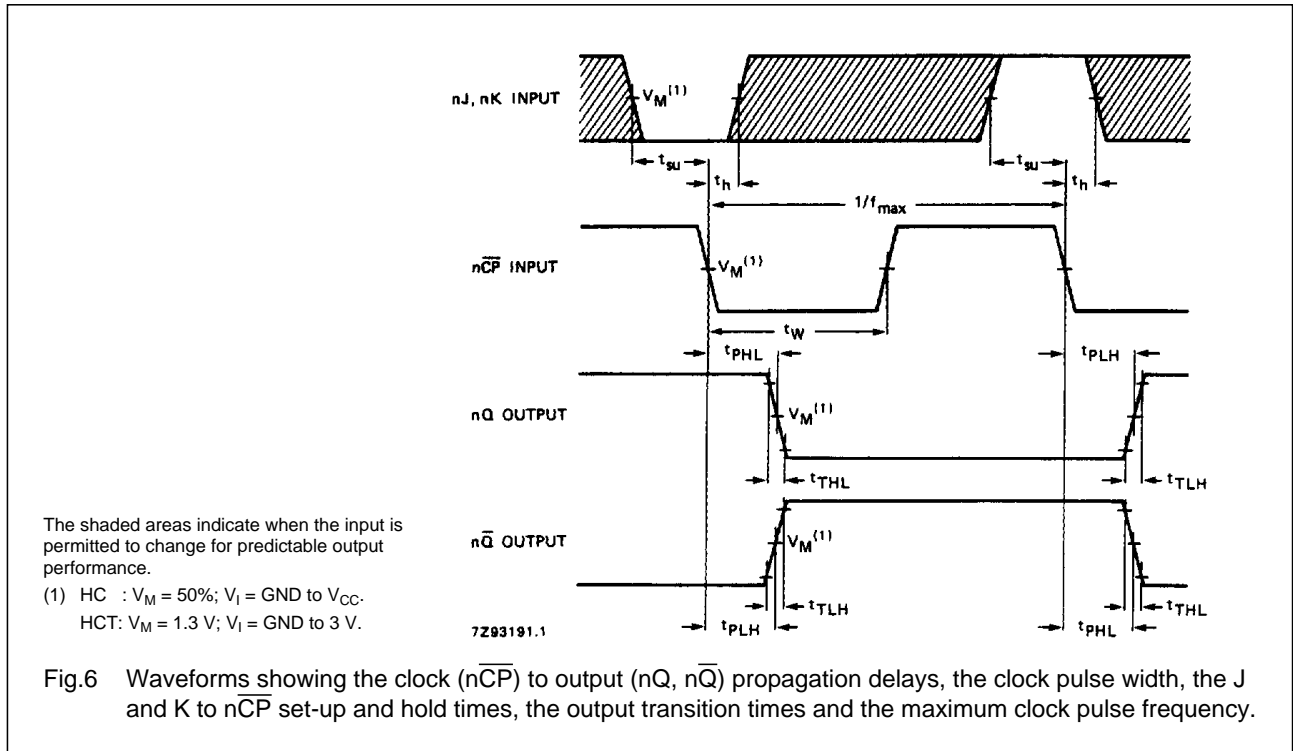 nJ, nK INPUT
V_M(1)
t_su
t_h
t_su
t_h
1/f_max
nC̅P̅ INPUT
V_M(1)
t_W
t_PHL
t_PLH
nQ OUTPUT
V_M(1)
t_THL
t_TLH
The shaded areas indicate when the input is
permitted to change for predictable output
performance.
(1) HC : V_M = 50%; V_I = GND to V_CC.
HCT: V_M = 1.3 V; V_I = GND to 3 V.
nQ̅ OUTPUT
V_M(1)
t_TLH
t_THL
t_PLH
t_PHL
7Z93191.1
Fig.6 Waveforms showing the clock (nC̅P̅) to output (nQ, nQ̅) propagation delays, the clock pulse width, the J
and K to nC̅P̅ set-up and hold times, the output transition times and the maximum clock pulse frequency.